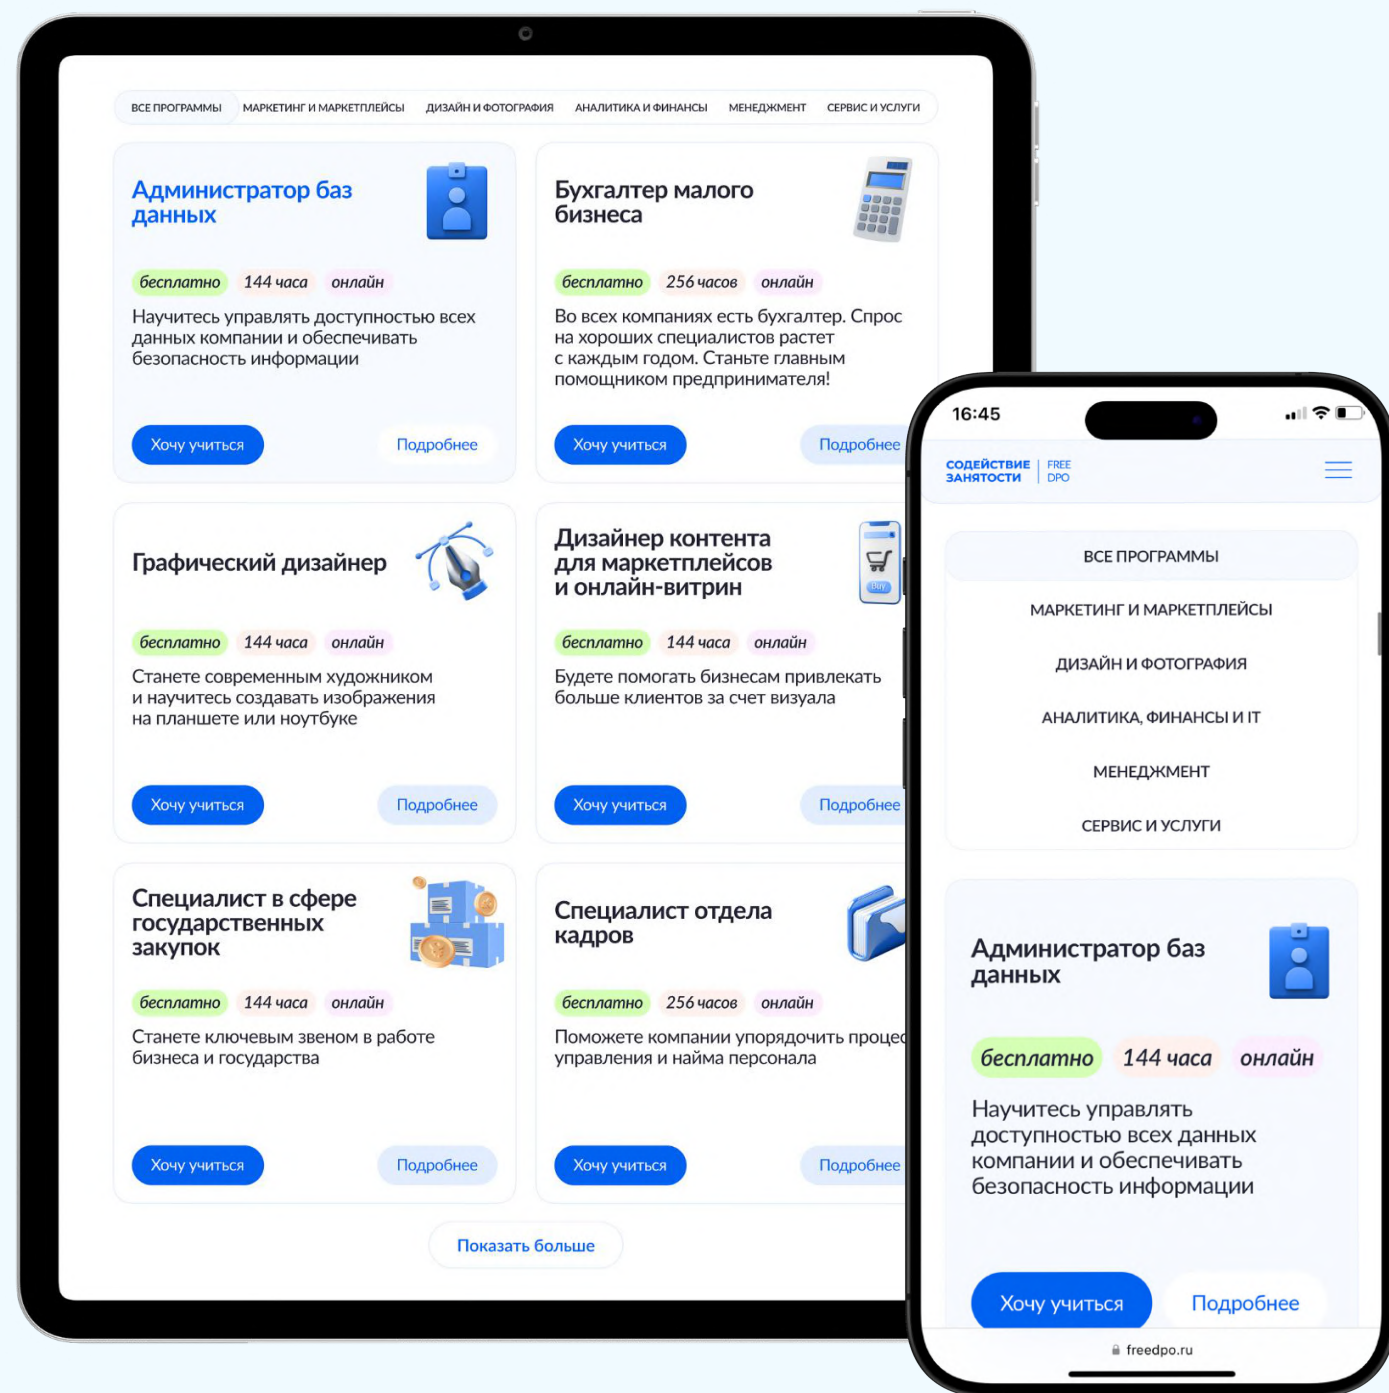 ВСЕ ПРОГРАММЫ МАРКЕТИНГ И МАРКЕТПЛЕЙСЫ ДИЗАЙН И ФОТОГРАФИЯ АНАЛИТИКА И ФИНАНСЫ МЕНЕДЖМЕНТ СЕРВИС И УСЛУГИ
Администратор баз
данных
бесплатно 144 часа онлайн
Научитесь управлять доступностью всех
данных компании и обеспечивать
безопасность информации
Хочу учиться Подробнее
Бухгалтер малого
бизнеса
бесплатно 256 часов онлайн
Во всех компаниях есть бухгалтер. Спрос
на хороших специалистов растет
с каждым годом. Станьте главным
помощником предпринимателя!
Хочу учиться Подробнее
Графический дизайнер
бесплатно 144 часа онлайн
Станете современным художником
и научитесь создавать изображения
на планшете или ноутбуке
Хочу учиться Подробнее
Дизайнер контента
для маркетплейсов
и онлайн-витрин
Buy
бесплатно 144 часа онлайн
Будете помогать бизнесам привлекать
больше клиентов за счет визуала
Хочу учиться Подробнее
Специалист в сфере
государственных
закупок
бесплатно 144 часа онлайн
Станете ключевым звеном в работе
бизнеса и государства
Хочу учиться Подробнее
Специалист отдела
кадров
бесплатно 256 часов онлайн
Поможете компании упорядочить процес
управления и найма персонала
Хочу учиться Подробнее
Показать больше
16:45
СОДЕЙСТВИЕ
ЗАНЯТОСТИ
FREE
DPO
ВСЕ ПРОГРАММЫ
МАРКЕТИНГ И МАРКЕТПЛЕЙСЫ
ДИЗАЙН И ФОТОГРАФИЯ
АНАЛИТИКА, ФИНАНСЫ И IT
МЕНЕДЖМЕНТ
СЕРВИС И УСЛУГИ
Администратор баз
данных
бесплатно 144 часа онлайн
Научитесь управлять
доступностью всех данных
компании и обеспечивать
безопасность информации
Хочу учиться Подробнее
freedpo.ru